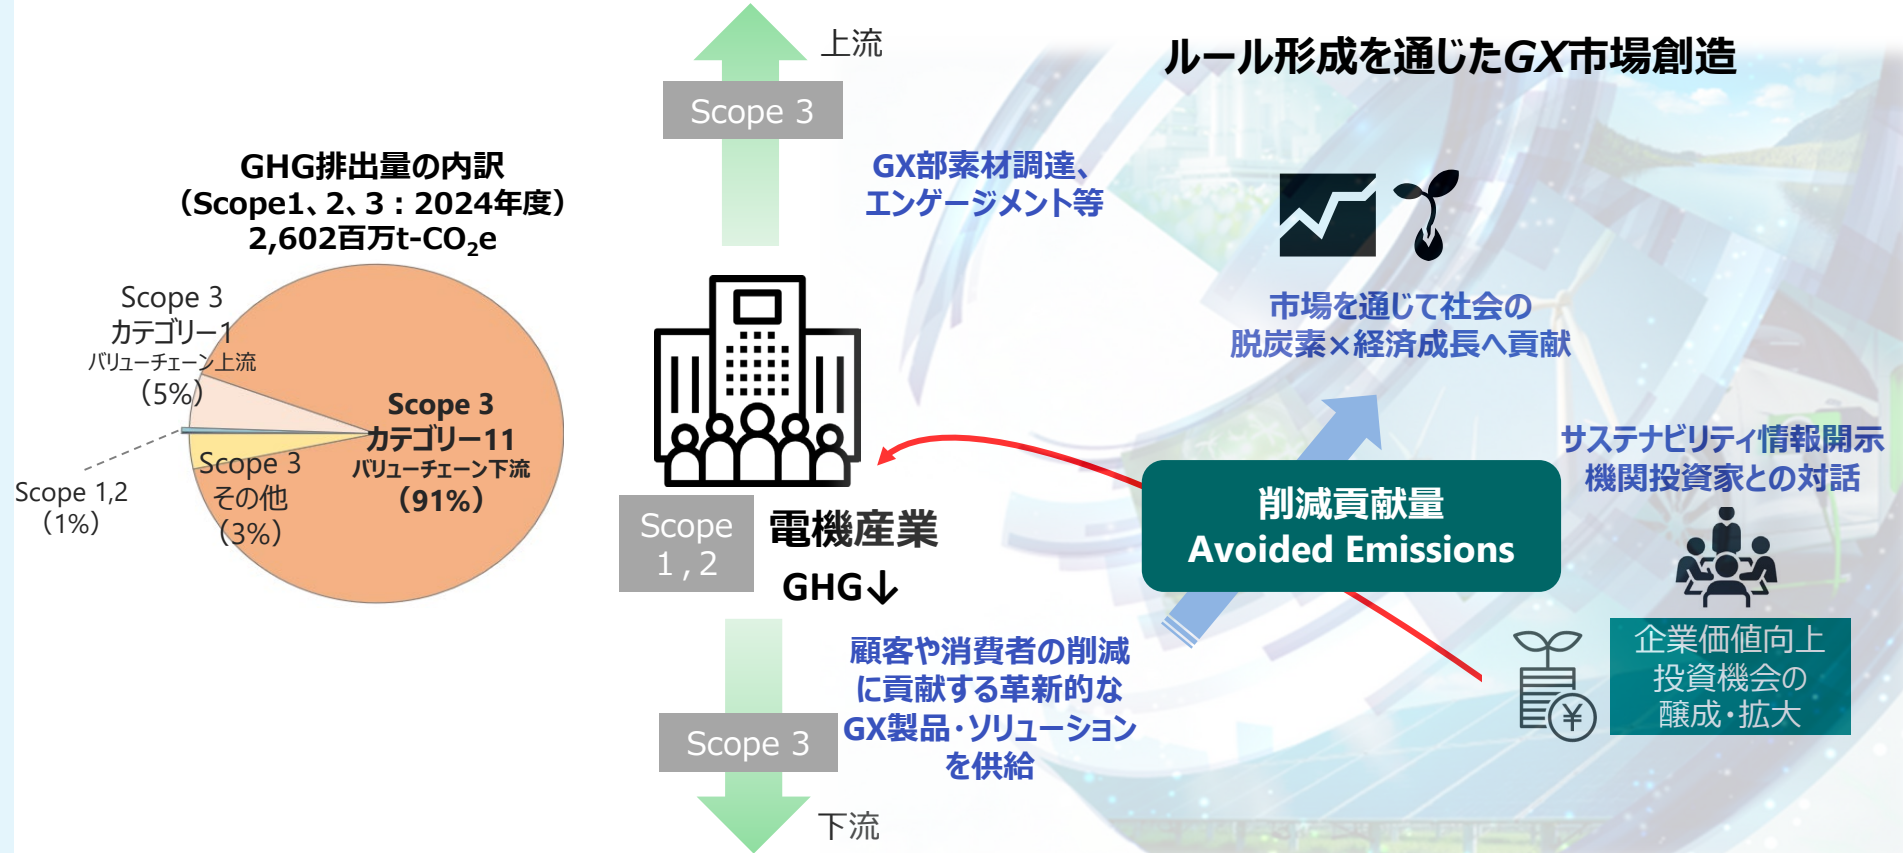 ルール形成を通じたGX市場創造
上流
Scope 3
GX部素材調達、
エンゲージメント等
GHG排出量の内訳
（Scope1、2、3：2024年度）
2,602百万t-CO₂e
Scope 3
カテゴリー1
バリューチェーン上流
（5%）
Scope 3
カテゴリー11
バリューチェーン下流
（91%）
Scope 3
その他
（3%）
Scope 1,2
（1%）
Scope
1 , 2
電機産業
GHG↓
顧客や消費者の削減
に貢献する革新的な
GX製品・ソリューション
を供給
Scope 3
下流
市場を通じて社会の
脱炭素×経済成長へ貢献
削減貢献量
Avoided Emissions
サステナビリティ情報開示
機関投資家との対話
¥
企業価値向上
投資機会の
醸成・拡大